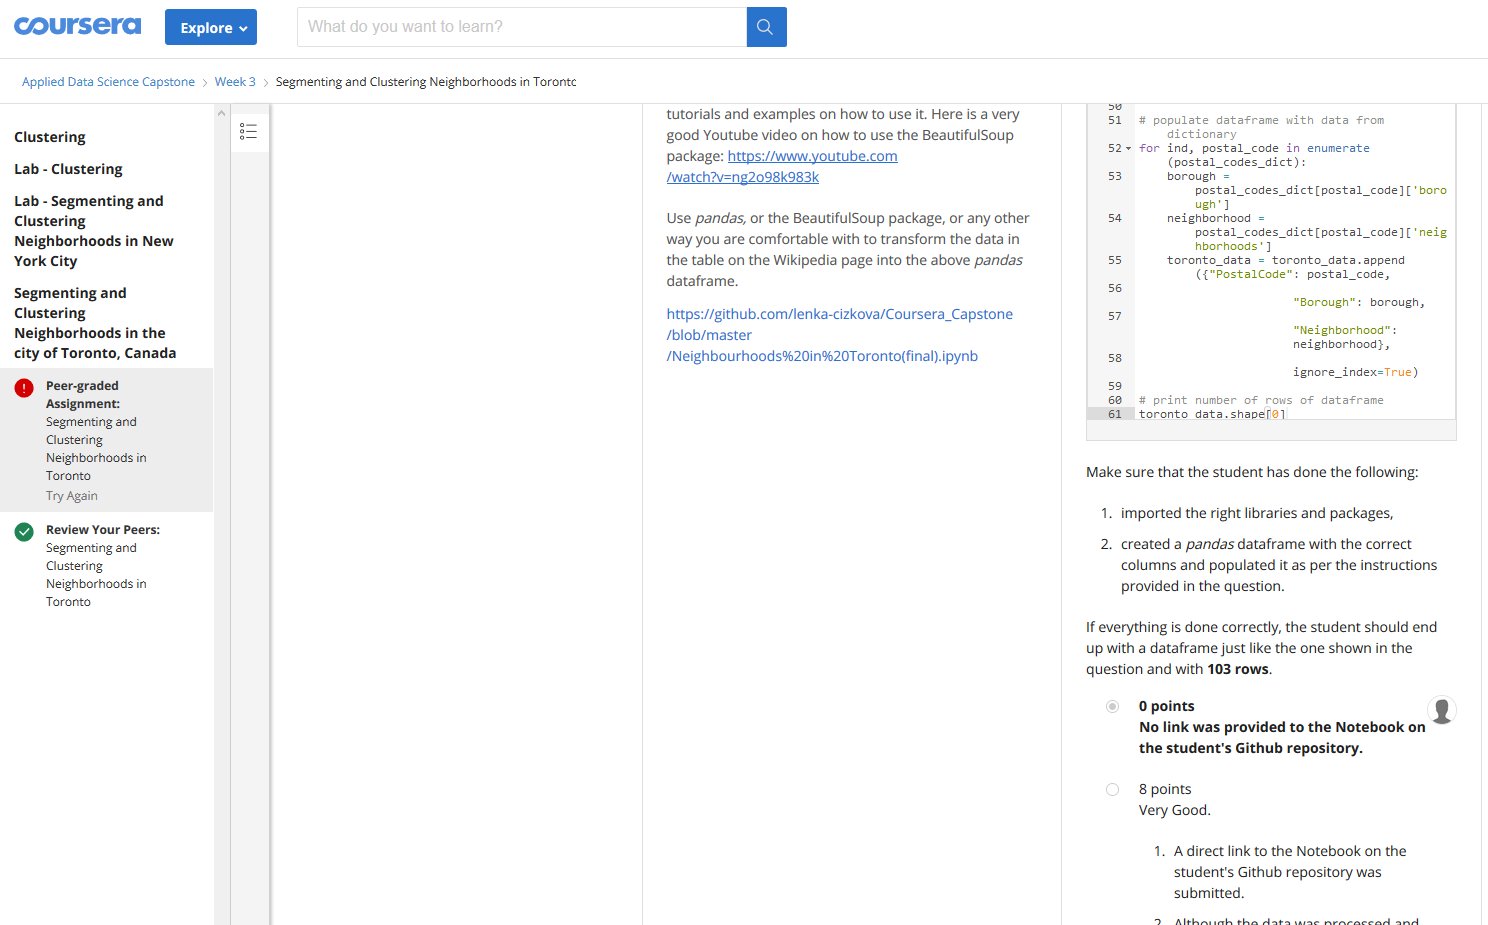 coursera
Explore
What do you want to learn?
Applied Data Science Capstone
Week 3
Segmenting and Clustering Neighborhoods in Toronto
Clustering
Lab - Clustering
Lab - Segmenting and
Clustering
Neighborhoods in New
York City
Segmenting and
Clustering
Neighborhoods in the
city of Toronto, Canada
Peer-graded
Assignment:
Segmenting and
Clustering
Neighborhoods in
Toronto
Try Again
Review Your Peers:
Segmenting and
Clustering
Neighborhoods in
Toronto
tutorials and examples on how to use it. Here is a very
good Youtube video on how to use the BeautifulSoup
package: https://www.youtube.com
/watch?v=ng2o98k983k
Use pandas, or the BeautifulSoup package, or any other
way you are comfortable with to transform the data in
the table on the Wikipedia page into the above pandas
dataframe.
https://github.com/lenka-cizkova/Coursera_Capstone
/blob/master
/Neighbourhoods%20in%20Toronto(final).ipynb
50
51 # populate dataframe with data from
dictionary
52 for ind, postal_code in enumerate
(postal_codes_dict):
53 borough =
postal_codes_dict[postal_code]['boro
ugh']
54 neighborhood =
postal_codes_dict[postal_code]['neig
hborhoods']
55 toronto_data = toronto_data.append
({"PostalCode": postal_code,
56
"Borough": borough,
57
"Neighborhood":
neighborhood},
58
ignore_index=True)
59
60 # print number of rows of dataframe
61 toronto_data.shape[0]
Make sure that the student has done the following:
1. imported the right libraries and packages,
2. created a pandas dataframe with the correct
columns and populated it as per the instructions
provided in the question.
If everything is done correctly, the student should end
up with a dataframe just like the one shown in the
question and with 103 rows.
0 points
No link was provided to the Notebook on
the student's Github repository.
8 points
Very Good.
1. A direct link to the Notebook on the
student's Github repository was
submitted.
2. Although the data was processed and